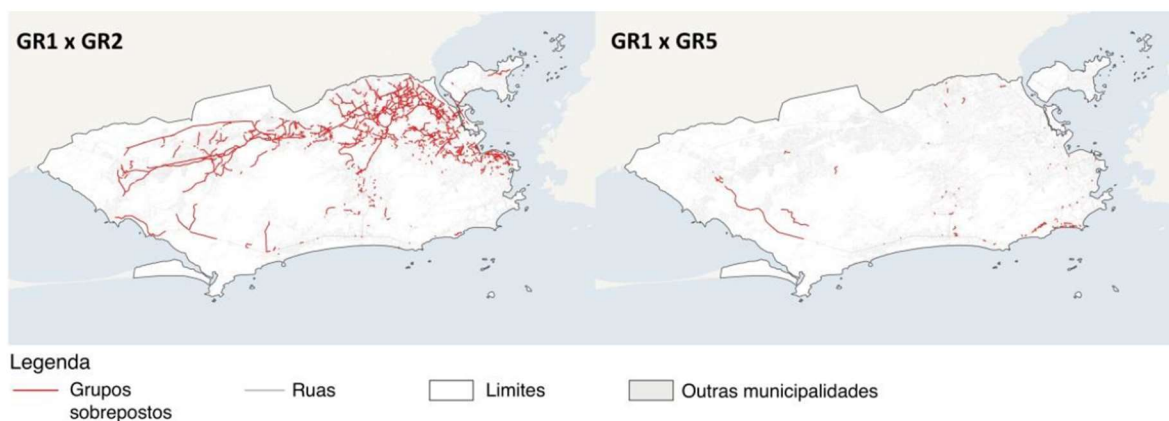 GR1 x GR2
GR1 x GR5
Legenda
Grupos
sobrepostos
Ruas
Limites
Outras municipalidades